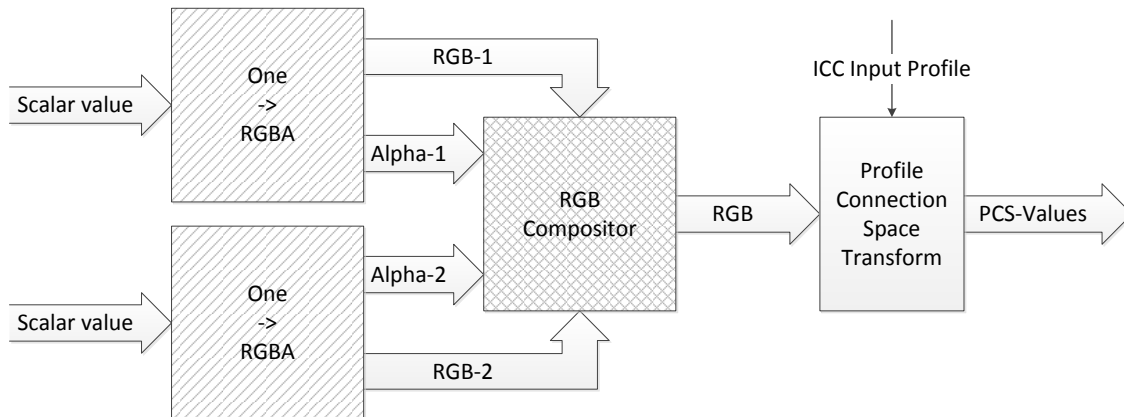 Scalar value
One
->
RGBA
RGB-1
Alpha-1
Scalar value
One
->
RGBA
Alpha-2
RGB-2
RGB
Compositor
RGB
ICC Input Profile
Profile
Connection
Space
Transform
PCS-Values